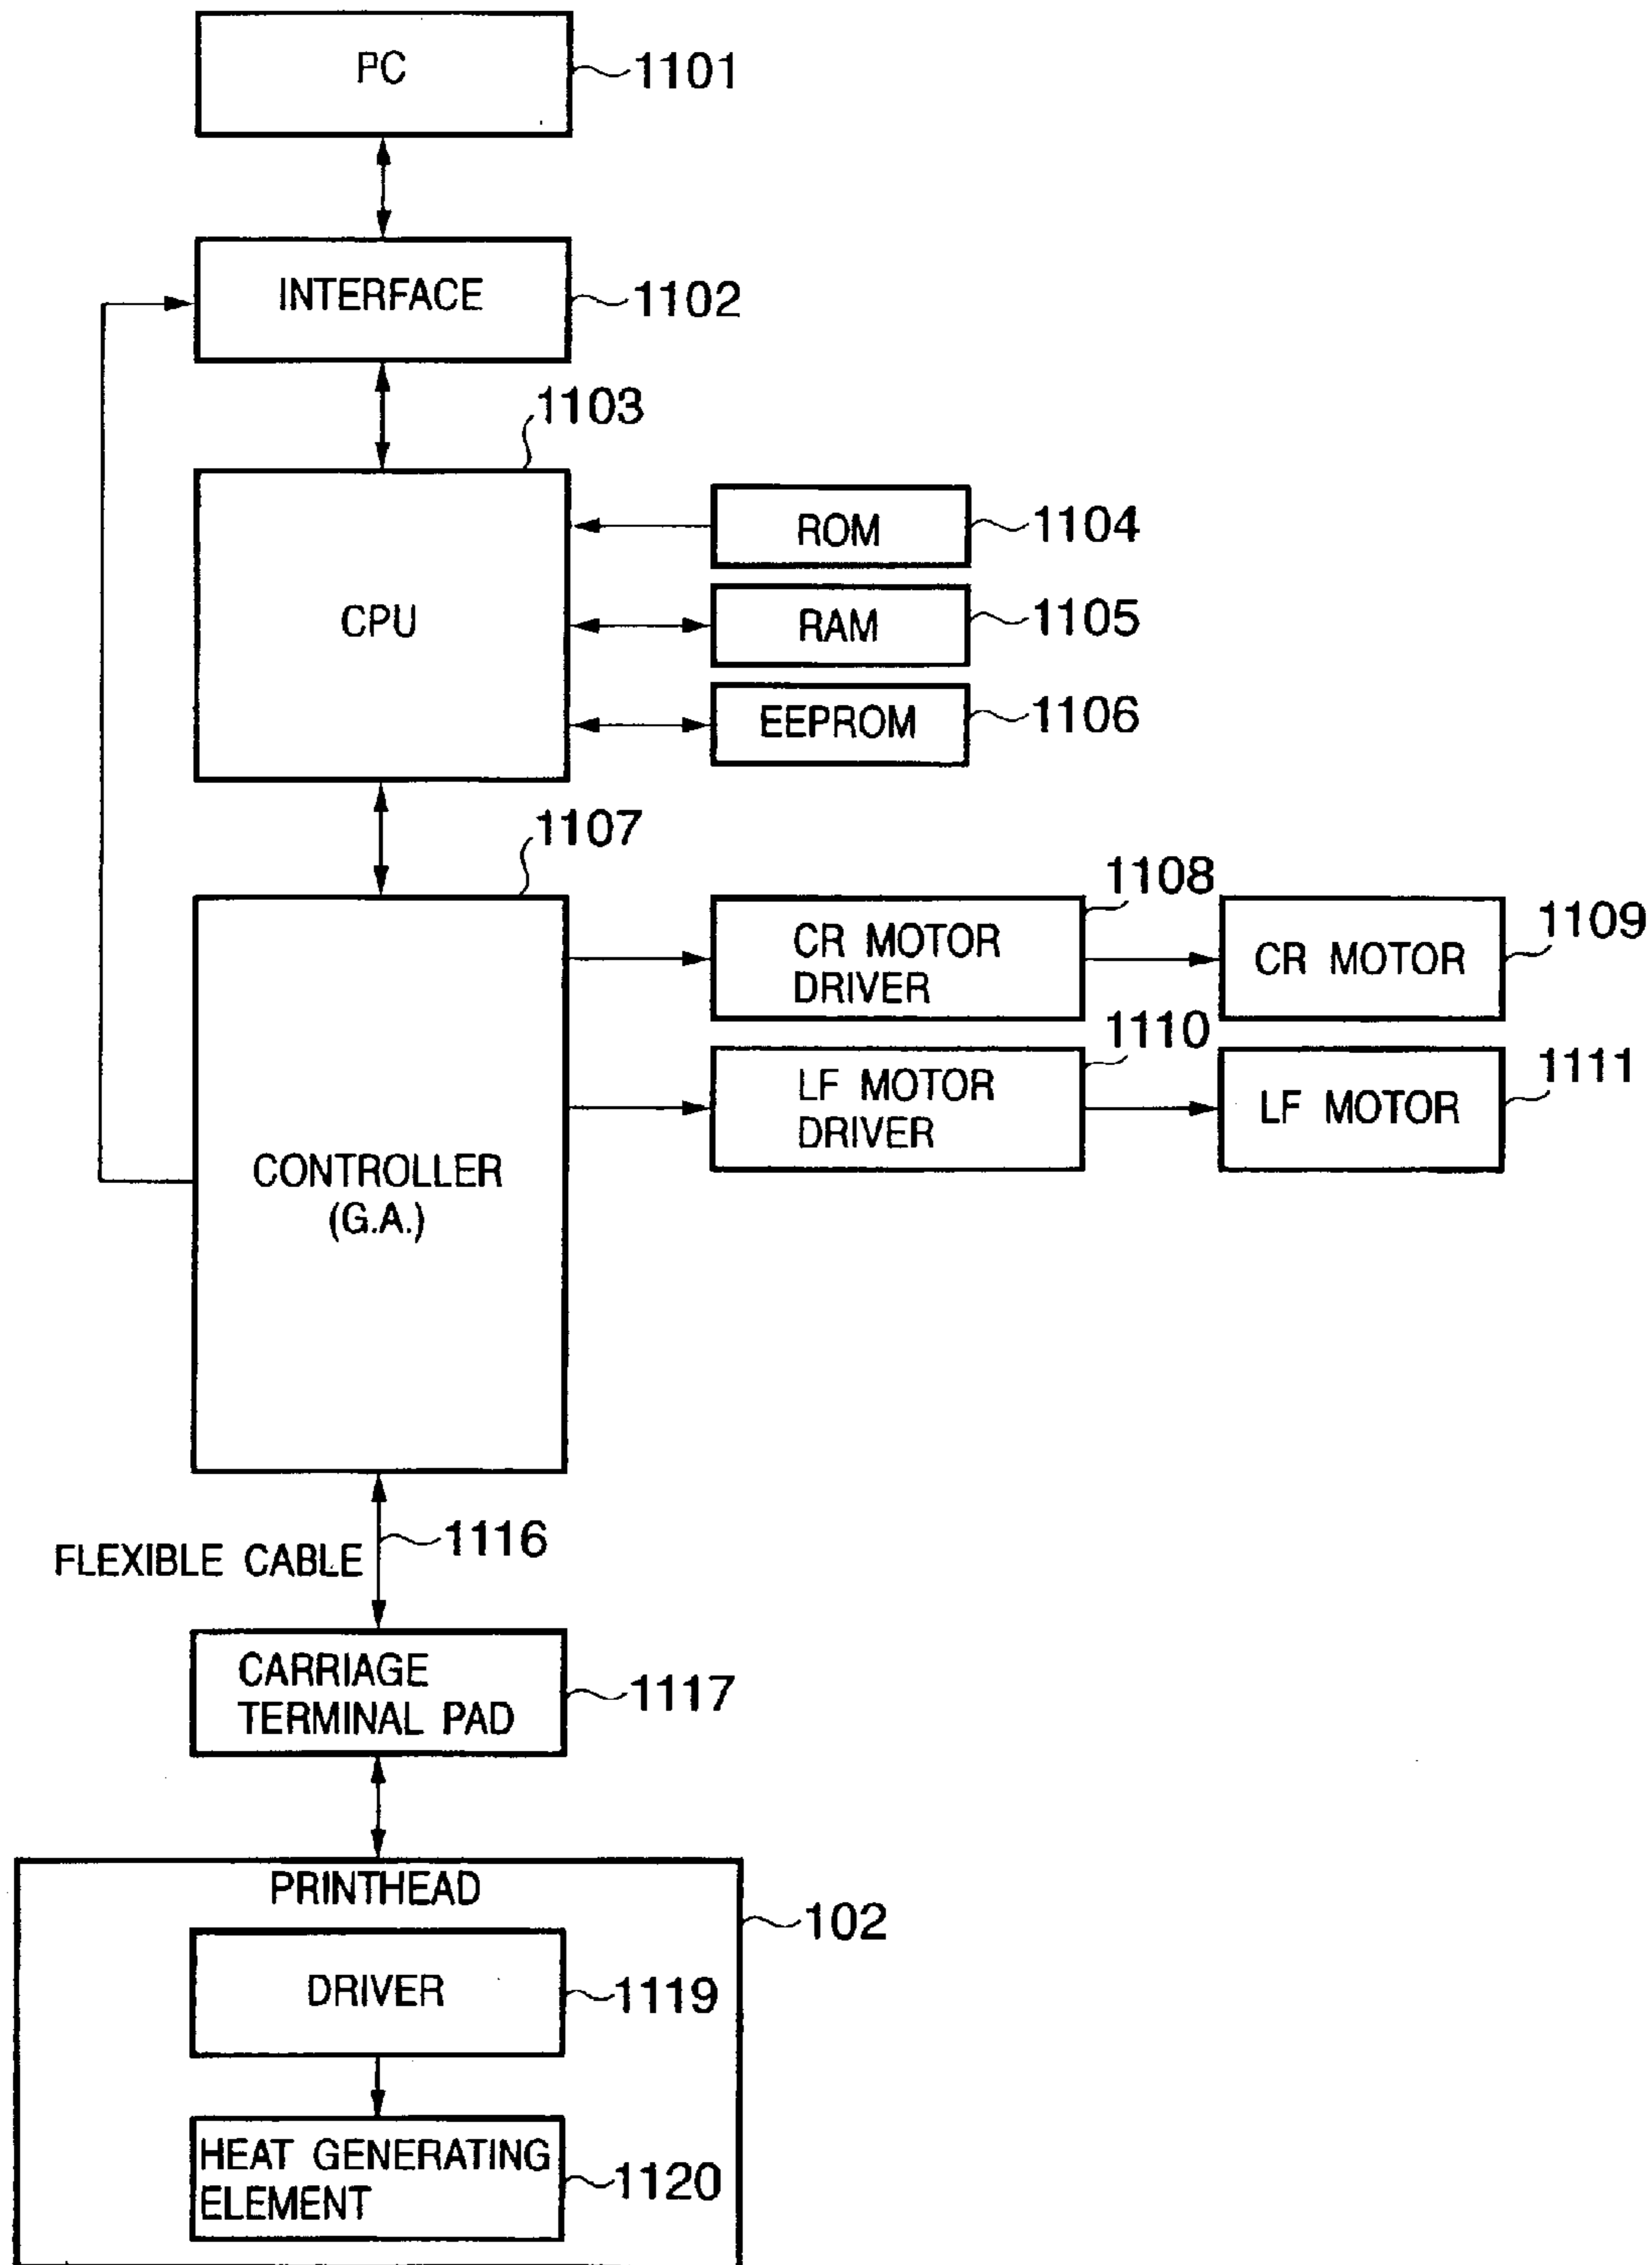 PC
1101
INTERFACE
1102
1103
CPU
ROM
1104
RAM
1105
EEPROM
1106
1107
CONTROLLER
(G.A.)
CR MOTOR
DRIVER
1108
CR MOTOR
1109
LF MOTOR
DRIVER
1110
LF MOTOR
1111
FLEXIBLE CABLE
1116
CARRIAGE
TERMINAL PAD
1117
PRINTHEAD
102
DRIVER
1119
HEAT GENERATING
ELEMENT
1120